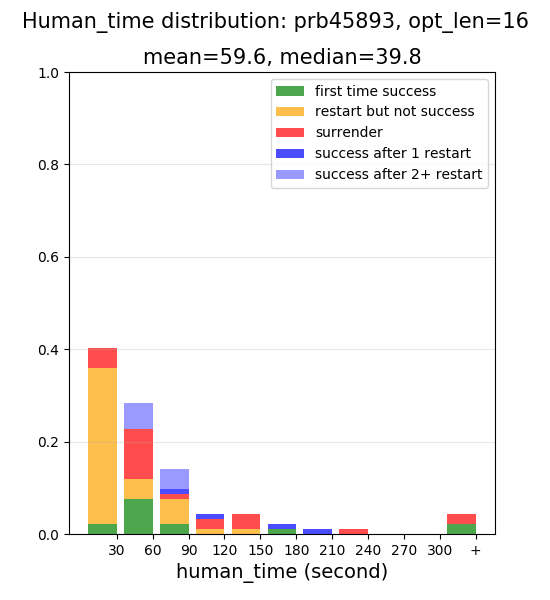 Human_time distribution: prb45893, opt_len=16
mean=59.6, median=39.8
first time success
restart but not success
surrender
success after 1 restart
success after 2+ restart
1.0
0.8
0.6
0.4
0.2
0.0
30 60 90 120 150 180 210 240 270 300 +
human_time (second)